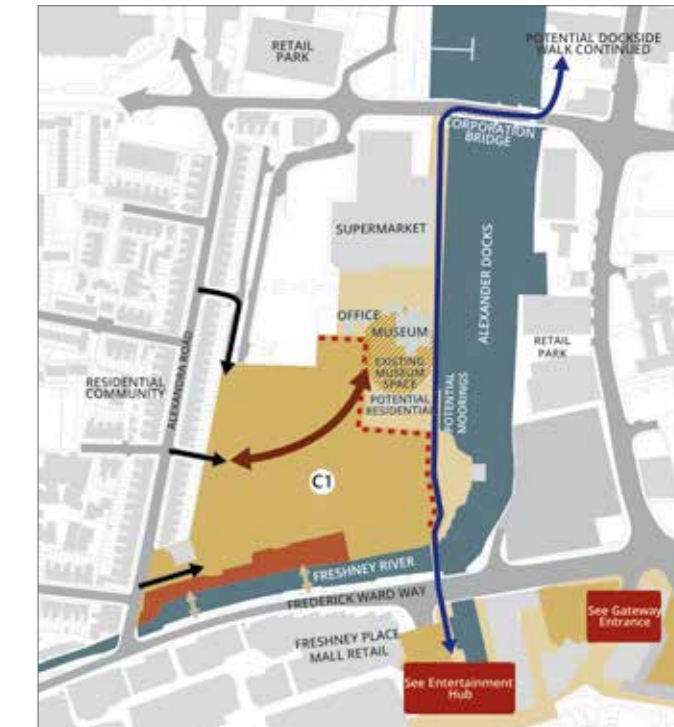 RETAIL
PARK
POTENTIAL DOCKSIDE
WALK CONTINUED
CORPORATION
BRIDGE
SUPERMARKET
ALEXANDER DOCKS
OFFICE
MUSEUM
EXISTING
MUSEUM
SPACE
POTENTIAL
RESIDENTIAL
POTENTIAL
MOORINGS
RETAIL
PARK
RESIDENTIAL
COMMUNITY
ALEXANDRA ROAD
C1
FRESHNEY RIVER
FREDERICK WARD WAY
FRESHNEY PLACE
MALL RETAIL
See Gateway
Entrance
See Entertainment
Hub